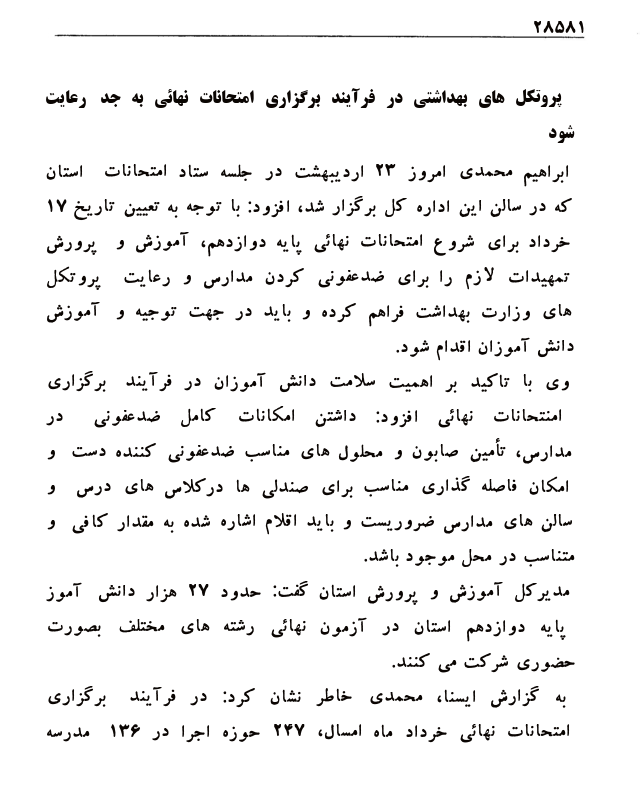 ۲۸۵۸۱
پروتکل های بهداشتی در فرآیند برگزاری امتحانات نهائی به جد رعایت
شود
ابراهیم محمدی امروز ۲۳ اردیبهشت در جلسه ستاد امتحانات استان
که در سالن این اداره کل برگزار شد، افزود: با توجه به تعیین تاریخ ۱۷
خرداد برای شروع امتحانات نهائی پایه دوازدهم، آموزش و پرورش
تمهیدات لازم را برای ضدعفونی کردن مدارس و رعایت پروتکل
های وزارت بهداشت فراهم کرده و باید در جهت توجیه و آموزش
دانش آموزان اقدام شود.
وی با تاکید بر اهمیت سلامت دانش آموزان در فرآیند برگزاری
امنتحانات نهائی افزود: داشتن امکانات کامل ضدعفونی در
مدارس، تأمین صابون و محلول های مناسب ضدعفونی کننده دست و
امکان فاصله گذاری مناسب برای صندلی ها درکلاس های درس و
سالن های مدارس ضروریست و باید اقلام اشاره شده به مقدار کافی و
متناسب در محل موجود باشد.
مدیرکل آموزش و پرورش استان گفت: حدود ۲۷ هزار دانش آموز
پایه دوازدهم استان در آزمون نهائی رشته های مختلف بصورت
حضوری شرکت می کنند.
به گزارش ایسنا، محمدی خاطر نشان کرد: در فرآیند برگزاری
امتحانات نهائی خرداد ماه امسال، ۲۴۷ حوزه اجرا در ۱۳۶ مدرسه